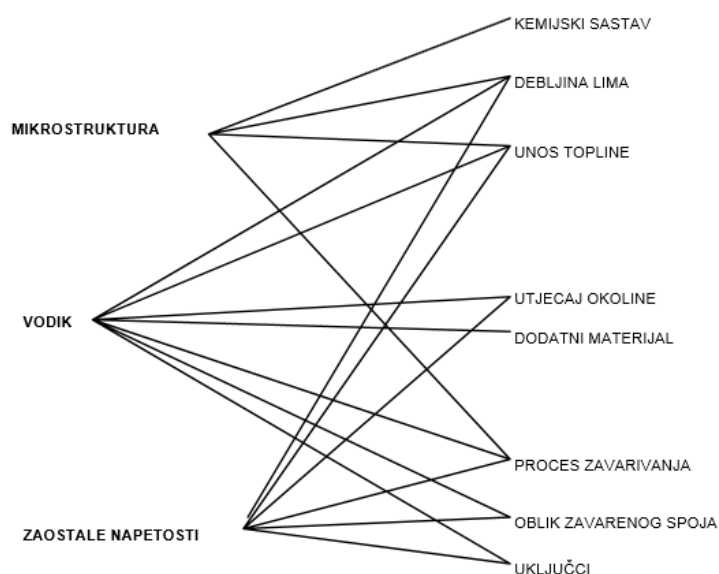 KEMIJSKI SASTAV
DEBLJINA LIMA
MIKROSTRUKTURA
UNOS TOPLINE
UTJECAJ OKOLINE
VODIK
DODATNI MATERIJAL
PROCES ZAVARIVANJA
OBLIK ZAVARENOG SPOJA
ZAOSTALE NAPETOSTI
UKLJUČCI